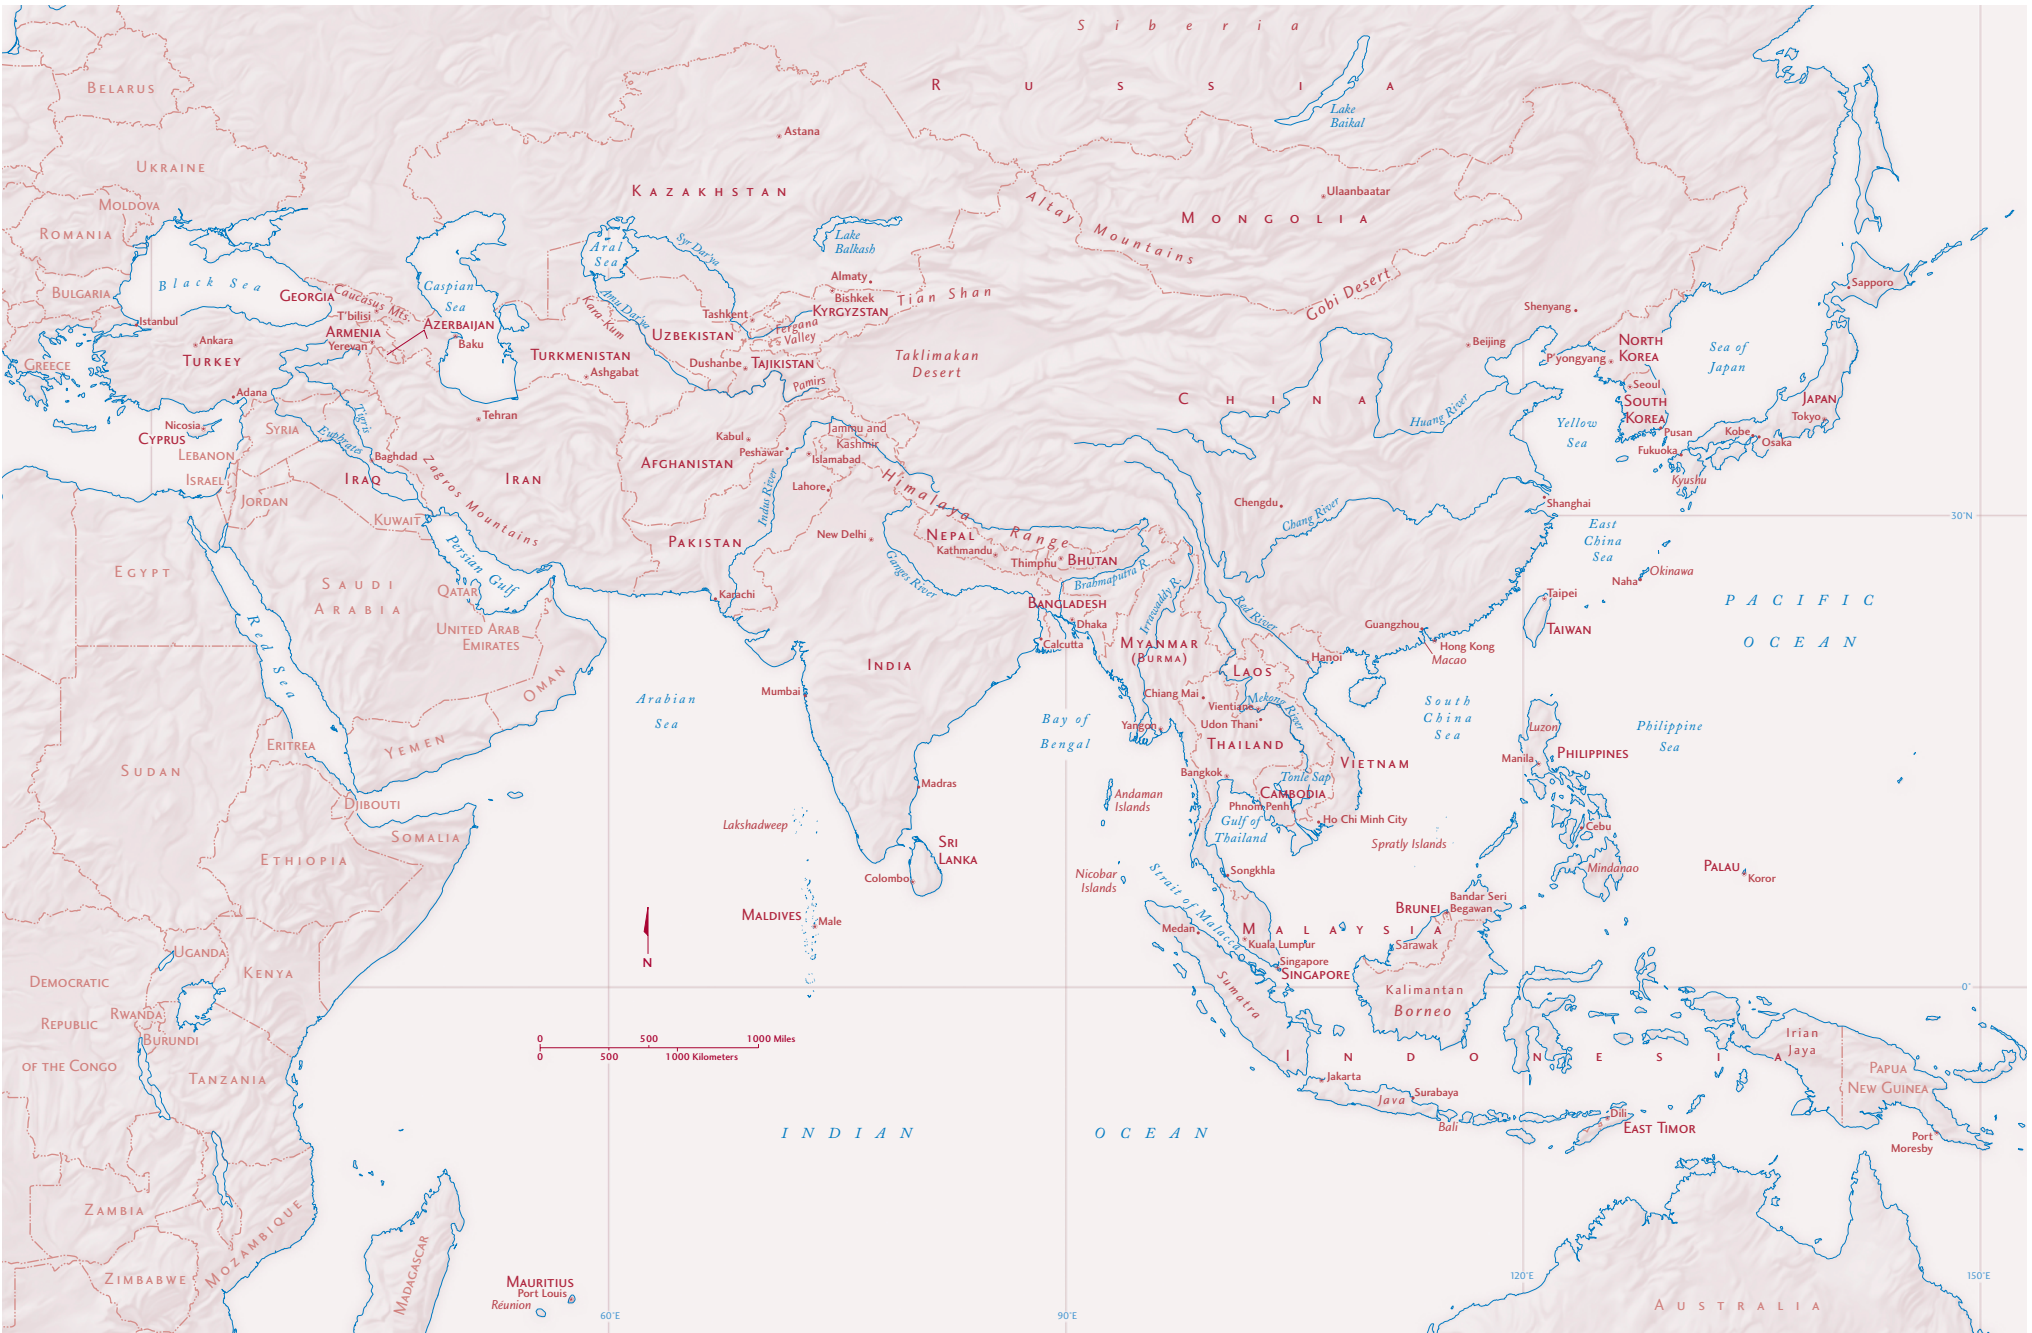 Siberia
RUSSIA
BELARUS
Lake
Baikal
Astana
UKRAINE
KAZAKHSTAN
Ulaanbaatar
MONGOLIA
Altay Mountains
MOLDOVA
ROMANIA
Aral
Sea
Syr Dar'ya
Lake
Balkash
Black Sea
Caspian
Sea
Almaty
Bishkek
KYRGYZSTAN
Tian Shan
Gobi Desert
Sapporo
BULGARIA
GEORGIA
Caucasus Mts.
T'bilisi
Amu Dar'ya
Kara-Kum
Tashkent
Fergana
Valley
Shenyang
Istanbul
ARMENIA
Yerevan
AZERBAIJAN
Baku
UZBEKISTAN
Ankara
TURKEY
GREECE
TURKMENISTAN
Ashgabat
Dushanbe
TAJIKISTAN
Pamirs
Taklimakan
Desert
Beijing
P'yongyang
NORTH
KOREA
Sea of
Japan
Seoul
SOUTH
KOREA
Pusan
JAPAN
Tokyo
Kobe
Osaka
Fukuoka
Kyushu
CHINA
Huang River
Yellow
Sea
Adana
Nicosia
CYPRUS
SYRIA
LEBANON
ISRAEL
JORDAN
Tigris
Euphrates
Baghdad
IRAQ
KUWAIT
Tehran
IRAN
Zagros Mountains
Kabul
Peshawar
AFGHANISTAN
Jammu and
Kashmir
Islamabad
Lahore
Indus River
Himalaya Range
Chengdu
Chang River
Shanghai
30°N
East
China
Sea
PAKISTAN
New Delhi
NEPAL
Kathmandu
Thimphu
BHUTAN
Brahmaputra R.
Ganges River
Irrawaddy R.
Okinawa
Naha
EGYPT
SAUDI
ARABIA
Persian Gulf
QATAR
UNITED ARAB
EMIRATES
OMAN
Red Sea
Karachi
BANGLADESH
Dhaka
Calcutta
Red River
Guangzhou
Hong Kong
Macao
Taipei
TAIWAN
PACIFIC
OCEAN
INDIA
MYANMAR
(BURMA)
Hanoi
LAOS
Mumbai
Arabian
Sea
Bay of
Bengal
Chiang Mai
Vientiane
Mekong River
Udon Thani
Yangon
THAILAND
VIETNAM
South
China
Sea
Luzon
Manila
PHILIPPINES
Philippine
Sea
SUDAN
ERITREA
YEMEN
DJIBOUTI
SOMALIA
ETHIOPIA
Bangkok
Tonle Sap
CAMBODIA
Phnom Penh
Ho Chi Minh City
Gulf of
Thailand
Madras
Andaman
Islands
Lakshadweep
Spratly Islands
Cebu
SRI
LANKA
Colombo
Nicobar
Islands
Songkhla
Strait of Malacca
Mindanao
PALAU
Koror
Bandar Seri
Begawan
BRUNEI
MALDIVES
Male
N
Medan
MALAYSIA
Kuala Lumpur
Sarawak
Singapore
SINGAPORE
UGANDA
KENYA
DEMOCRATIC
REPUBLIC
OF THE CONGO
RWANDA
BURUNDI
TANZANIA
0°
Sumatra
Kalimantan
Borneo
0 500 1000 Miles
0 500 1000 Kilometers
INDONESIA
Irian
Jaya
PAPUA
NEW GUINEA
Jakarta
Java
Surabaya
Bali
Dili
EAST TIMOR
Port
Moresby
INDIAN OCEAN
ZAMBIA
MOZAMBIQUE
ZIMBABWE
MADAGASCAR
MAURITIUS
Port Louis
Réunion
60°E
90°E
120°E
150°E
AUSTRALIA